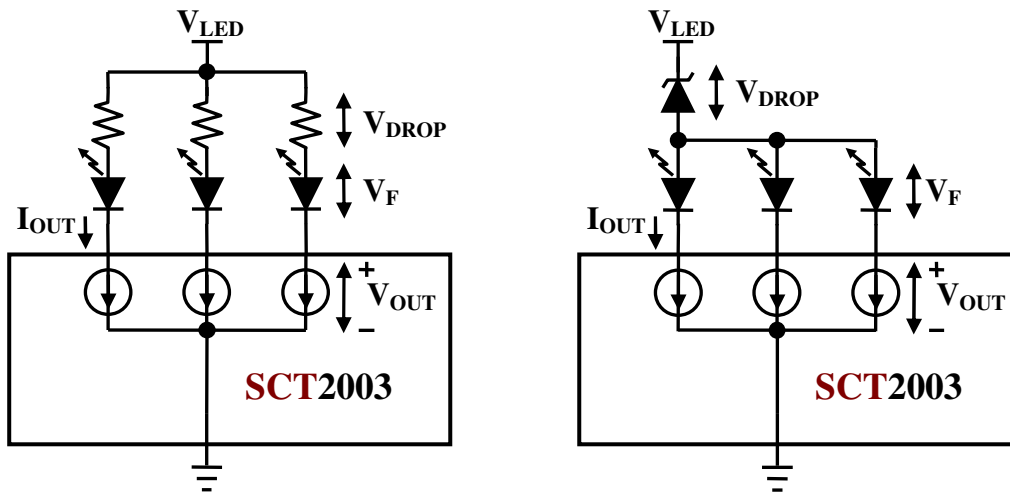 VLED
VDROP
VF
IOUT
+
VOUT
−
SCT2003
VLED
VDROP
VF
IOUT
+
VOUT
−
SCT2003